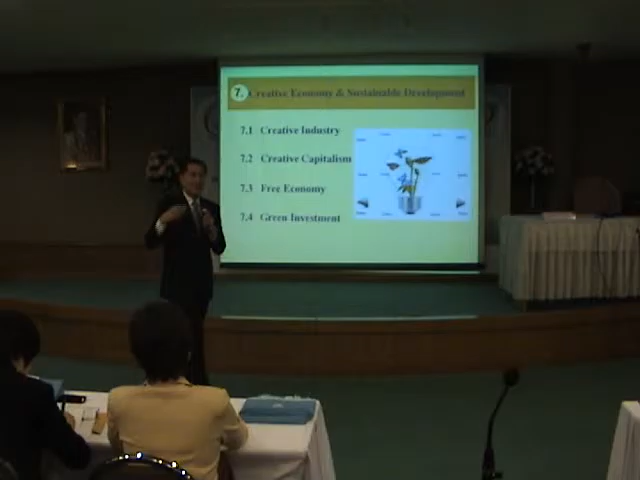 7. Creative Economy & Sustainable Development
7.1 Creative Industry
7.2 Creative Capitalism
7.3 Free Economy
7.4 Green Investment